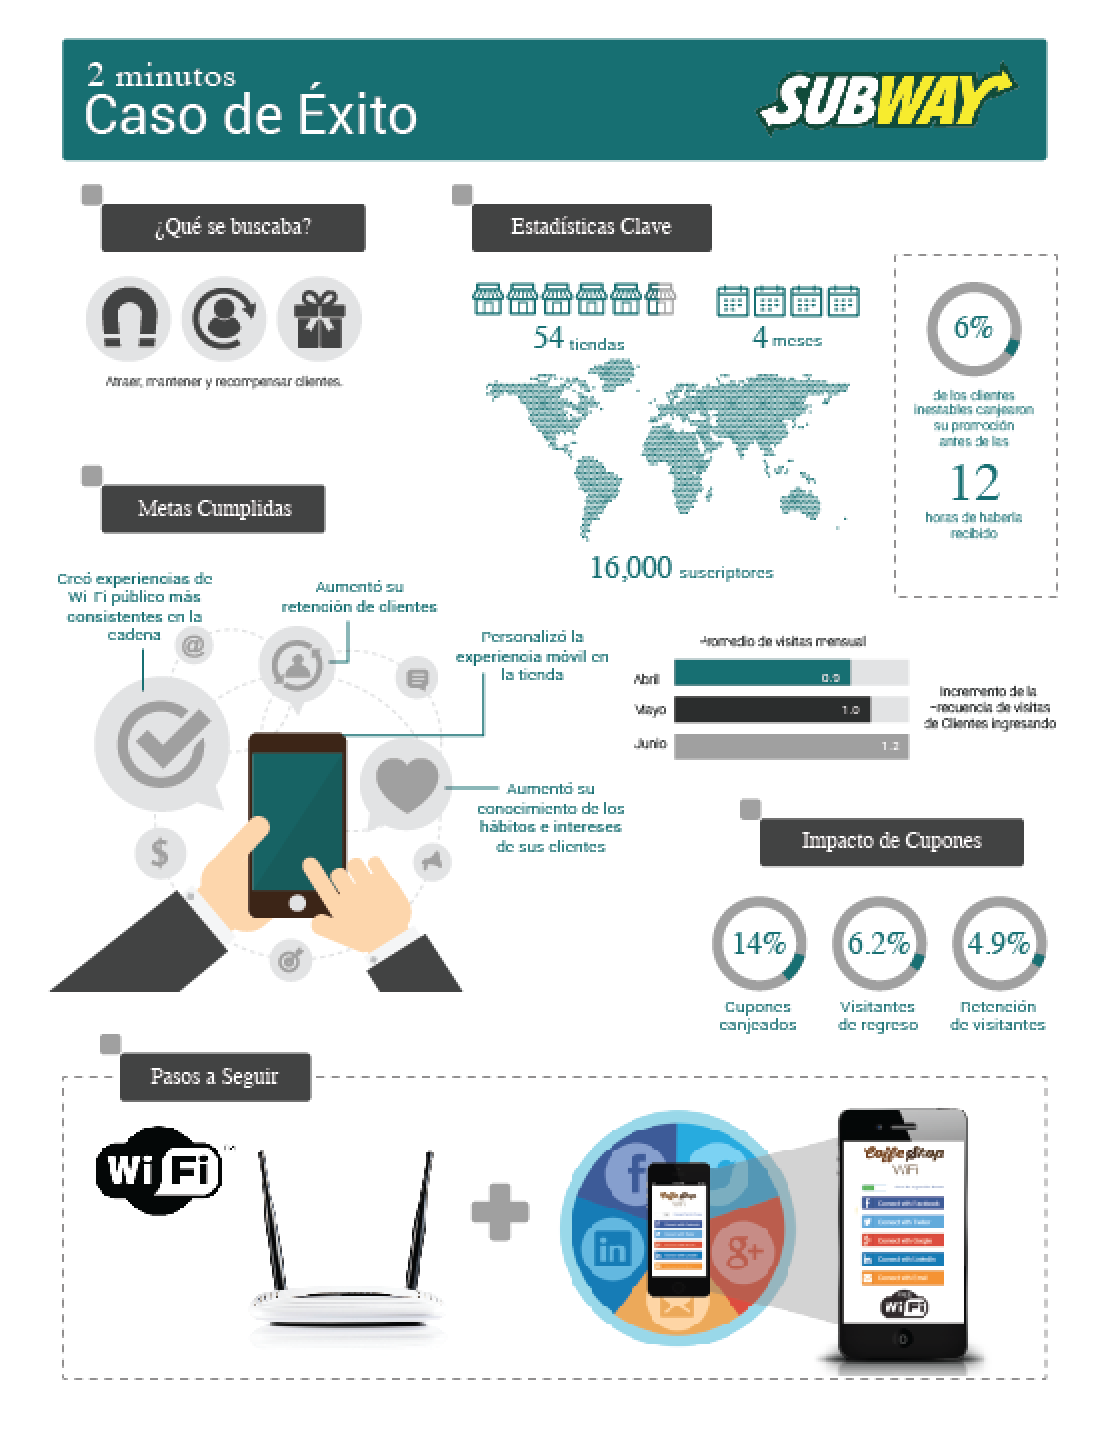 2 minutos
Caso de Éxito
SUBWAY
¿Qué se buscaba?
Atraer, mantener y recompensar clientes.
Estadísticas Clave
54 tiendas
4 meses
16,000 suscriptores
6%
de los clientes
inestables canjearon
su promoción
antes de las
12
horas de haberla
recibido
Metas Cumplidas
Creó experiencias de
Wi Fi público más
consistentes en la
cadena
@
Aumentó su
retención de clientes
Personalizó la
experiencia móvil en
la tienda
Aumentó su
conocimiento de los
hábitos e intereses
de sus clientes
$
Promedio de visitas mensual
Abril 0.9
Mayo 1.0
Junio 1.2
Incremento de la
Frecuencia de visitas
de Clientes ingresando
Impacto de Cupones
14%
Cupones
canjeados
6.2%
Visitantes
de regreso
4.9%
Retención
de visitantes
Pasos a Seguir
Wi Fi
f
in
g+
Coffe Shop
WiFi
Coffe Shop
WiFi
Connect with Facebook
Connect with Twitter
Connect with Google
Connect with LinkedIn
Connect with Email
Wi Fi